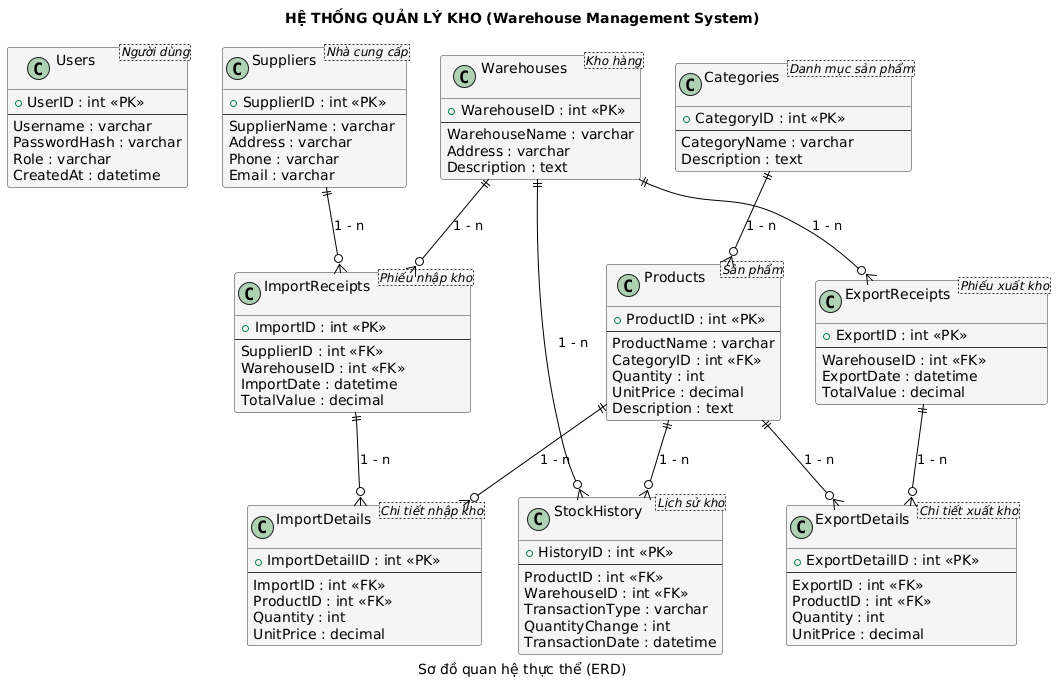 HỆ THỐNG QUẢN LÝ KHO (Warehouse Management System)
C Users Người dùng
UserID : int «PK»
Username : varchar
PasswordHash : varchar
Role : varchar
CreatedAt : datetime
C Suppliers Nhà cung cấp
SupplierID : int «PK»
SupplierName : varchar
Address : varchar
Phone : varchar
Email : varchar
C Warehouses Kho hàng
WarehouseID : int «PK»
WarehouseName : varchar
Address : varchar
Description : text
C Categories Danh mục sản phẩm
CategoryID : int «PK»
CategoryName : varchar
Description : text
1 - n
1 - n
1 - n
1 - n
C ImportReceipts Phiếu nhập kho
ImportID : int «PK»
SupplierID : int «FK»
WarehouseID : int «FK»
ImportDate : datetime
TotalValue : decimal
1 - n
C Products Sản phẩm
ProductID : int «PK»
ProductName : varchar
CategoryID : int «FK»
Quantity : int
UnitPrice : decimal
Description : text
C ExportReceipts Phiếu xuất kho
ExportID : int «PK»
WarehouseID : int «FK»
ExportDate : datetime
TotalValue : decimal
1 - n
1 - n
1 - n
1 - n
1 - n
C ImportDetails Chi tiết nhập kho
ImportDetailID : int «PK»
ImportID : int «FK»
ProductID : int «FK»
Quantity : int
UnitPrice : decimal
C StockHistory Lịch sử kho
HistoryID : int «PK»
ProductID : int «FK»
WarehouseID : int «FK»
TransactionType : varchar
QuantityChange : int
TransactionDate : datetime
C ExportDetails Chi tiết xuất kho
ExportDetailID : int «PK»
ExportID : int «FK»
ProductID : int «FK»
Quantity : int
UnitPrice : decimal
Sơ đồ quan hệ thực thể (ERD)